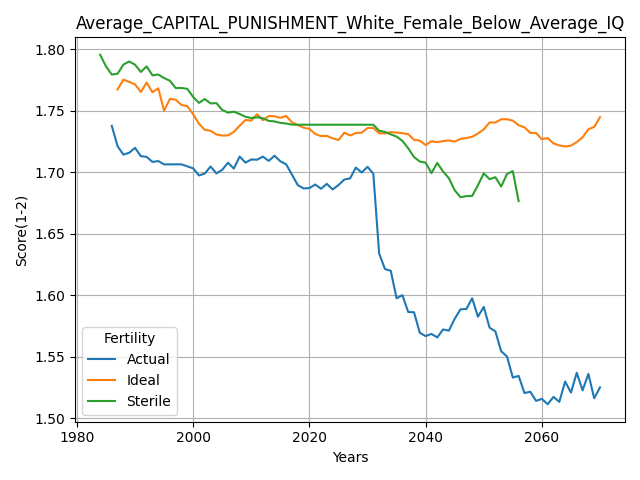 Average_CAPITAL_PUNISHMENT_White_Female_Below_Average_IQ
1.80
1.75
1.70
1.65
1.60
1.55
1.50
Score(1-2)
Fertility
Actual
Ideal
Sterile
1980
2000
2020
2040
2060
Years